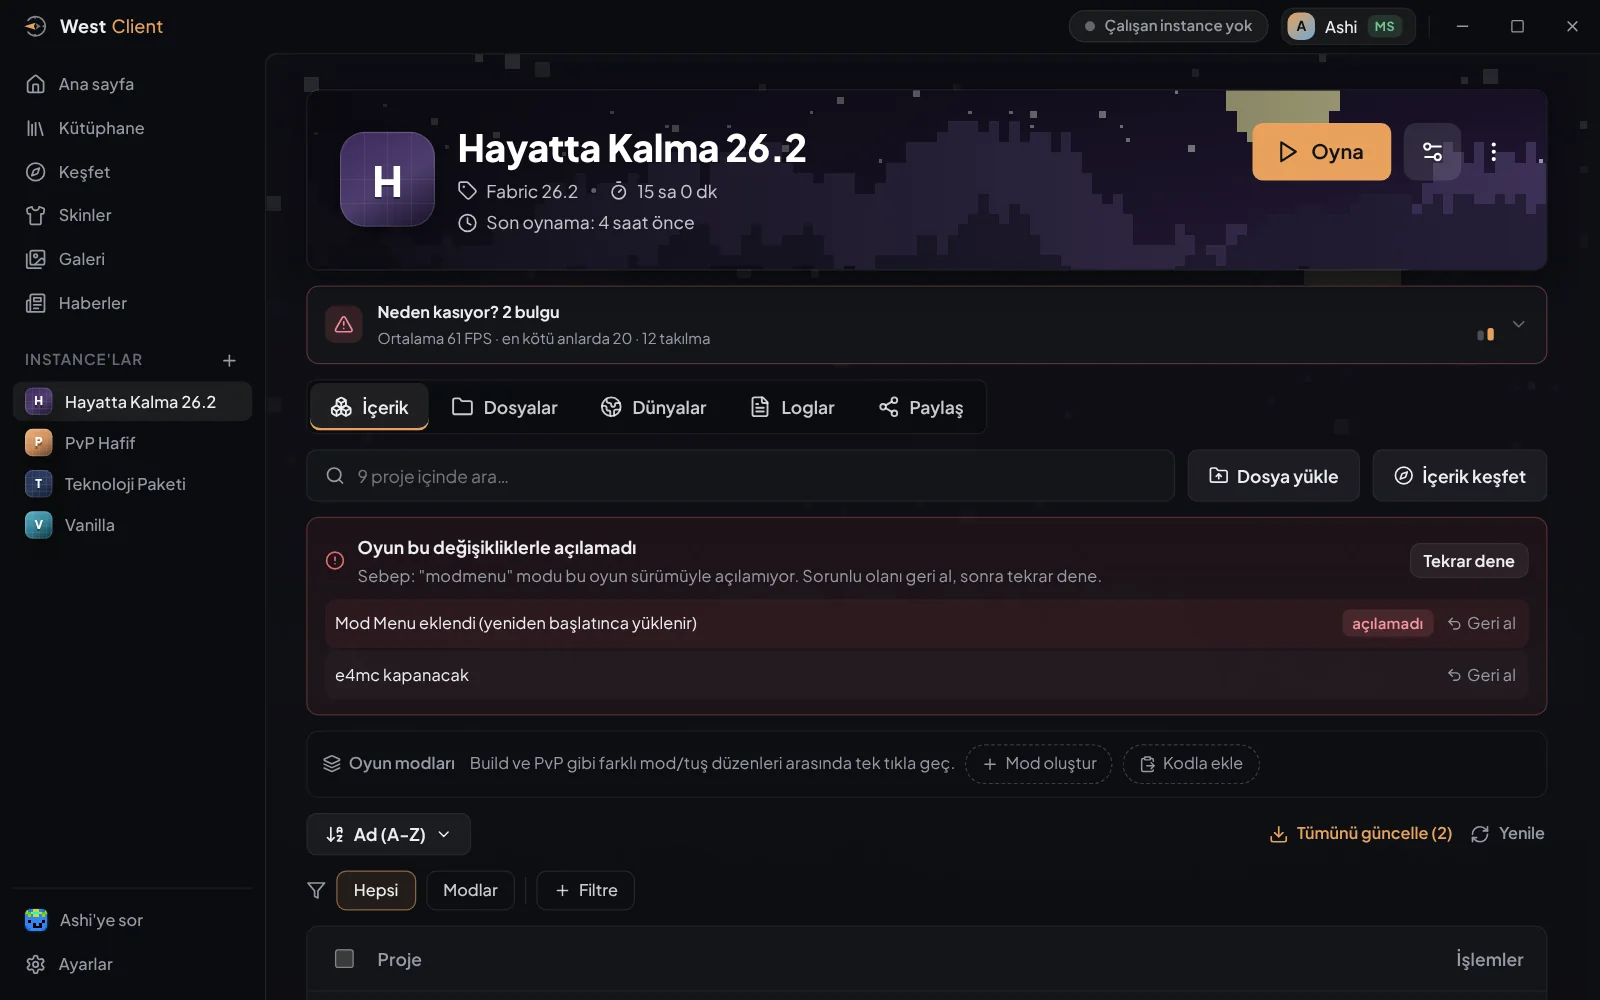 West Client
Çalışan instance yok
A Ashi MS
Ana sayfa
Kütüphane
Keşfet
Skinler
Galeri
Haberler
INSTANCE'LAR
H Hayatta Kalma 26.2
P PvP Hafif
T Teknoloji Paketi
V Vanilla
Ashi'ye sor
Ayarlar
H
Hayatta Kalma 26.2
Fabric 26.2 • 15 sa 0 dk
Son oynama: 4 saat önce
Oyna
Neden kasıyor? 2 bulgu
Ortalama 61 FPS · en kötü anlarda 20 · 12 takılma
İçerik
Dosyalar
Dünyalar
Loglar
Paylaş
9 proje içinde ara...
Dosya yükle
İçerik keşfet
Oyun bu değişikliklerle açılamadı
Sebep: "modmenu" modu bu oyun sürümüyle açılamıyor. Sorunlu olanı geri al, sonra tekrar dene.
Tekrar dene
Mod Menu eklendi (yeniden başlatınca yüklenir)
açılamadı
Geri al
e4mc kapanacak
Geri al
Oyun modları
Build ve PvP gibi farklı mod/tuş düzenleri arasında tek tıkla geç.
Mod oluştur
Kodla ekle
Ad (A-Z)
Tümünü güncelle (2)
Yenile
Hepsi
Modlar
Filtre
Proje
İşlemler